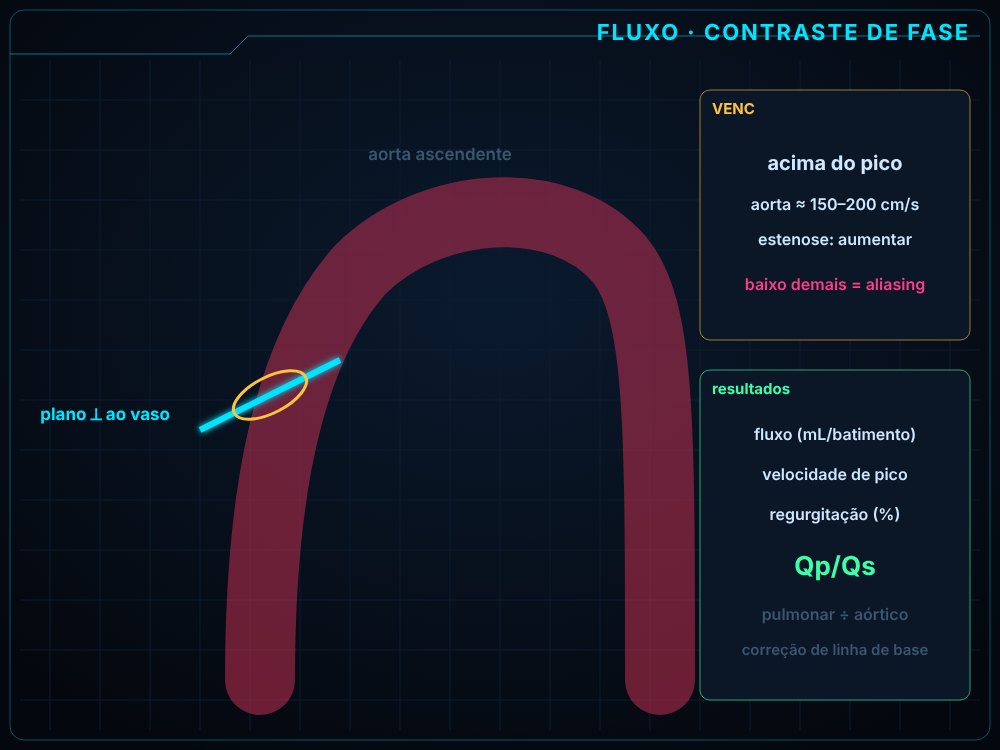 FLUXO · CONTRASTE DE FASE
aorta ascendente
plano ⊥ ao vaso
VENC
acima do pico
aorta ≈ 150–200 cm/s
estenose: aumentar
baixo demais = aliasing
resultados
fluxo (mL/batimento)
velocidade de pico
regurgitação (%)
Qp/Qs
pulmonar ÷ aórtico
correção de linha de base